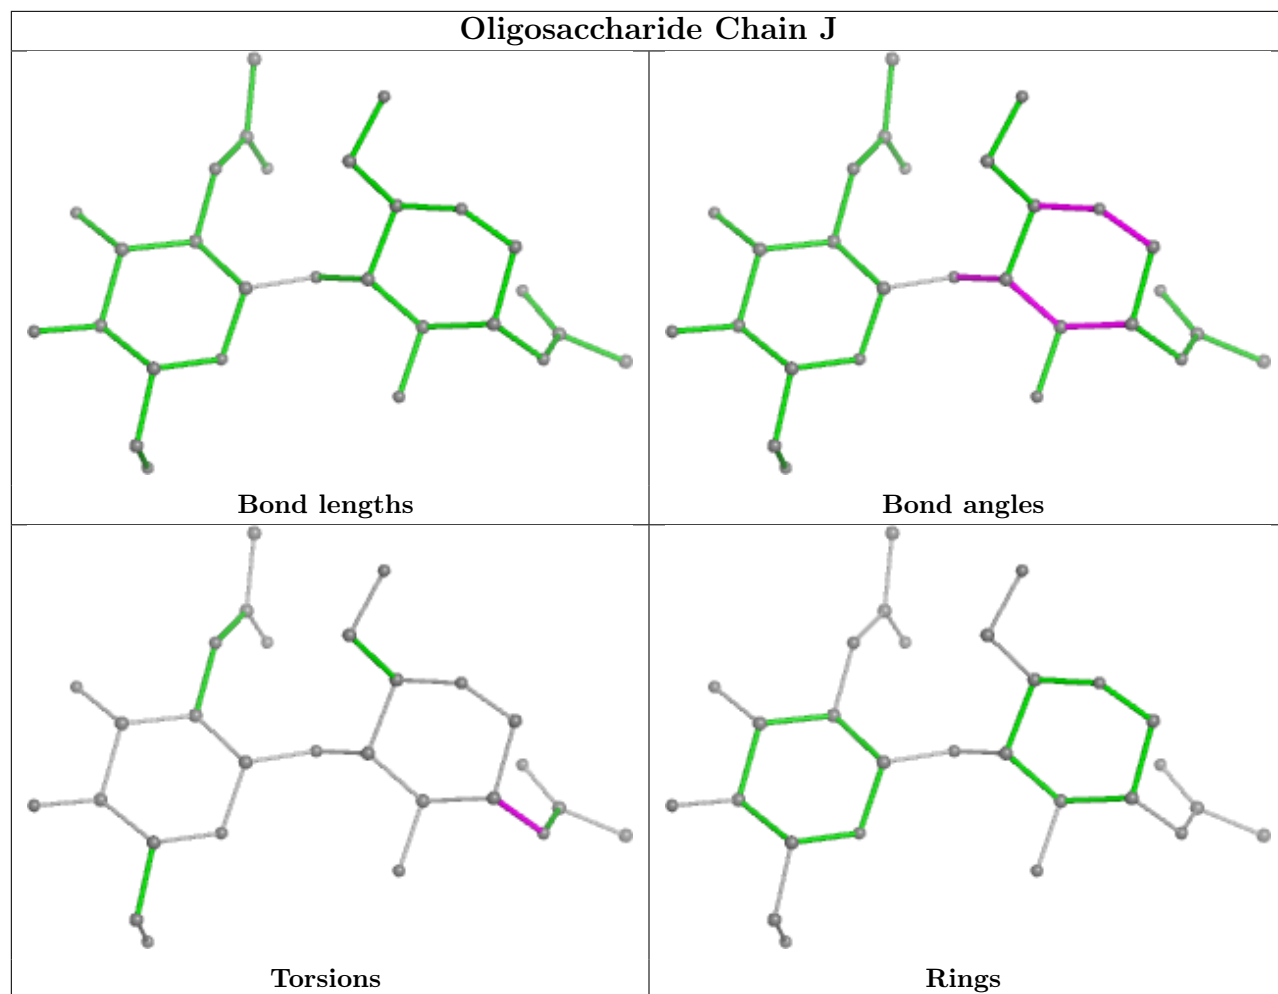 Oligosaccharide Chain J
Bond lengths
Bond angles
Torsions
Rings